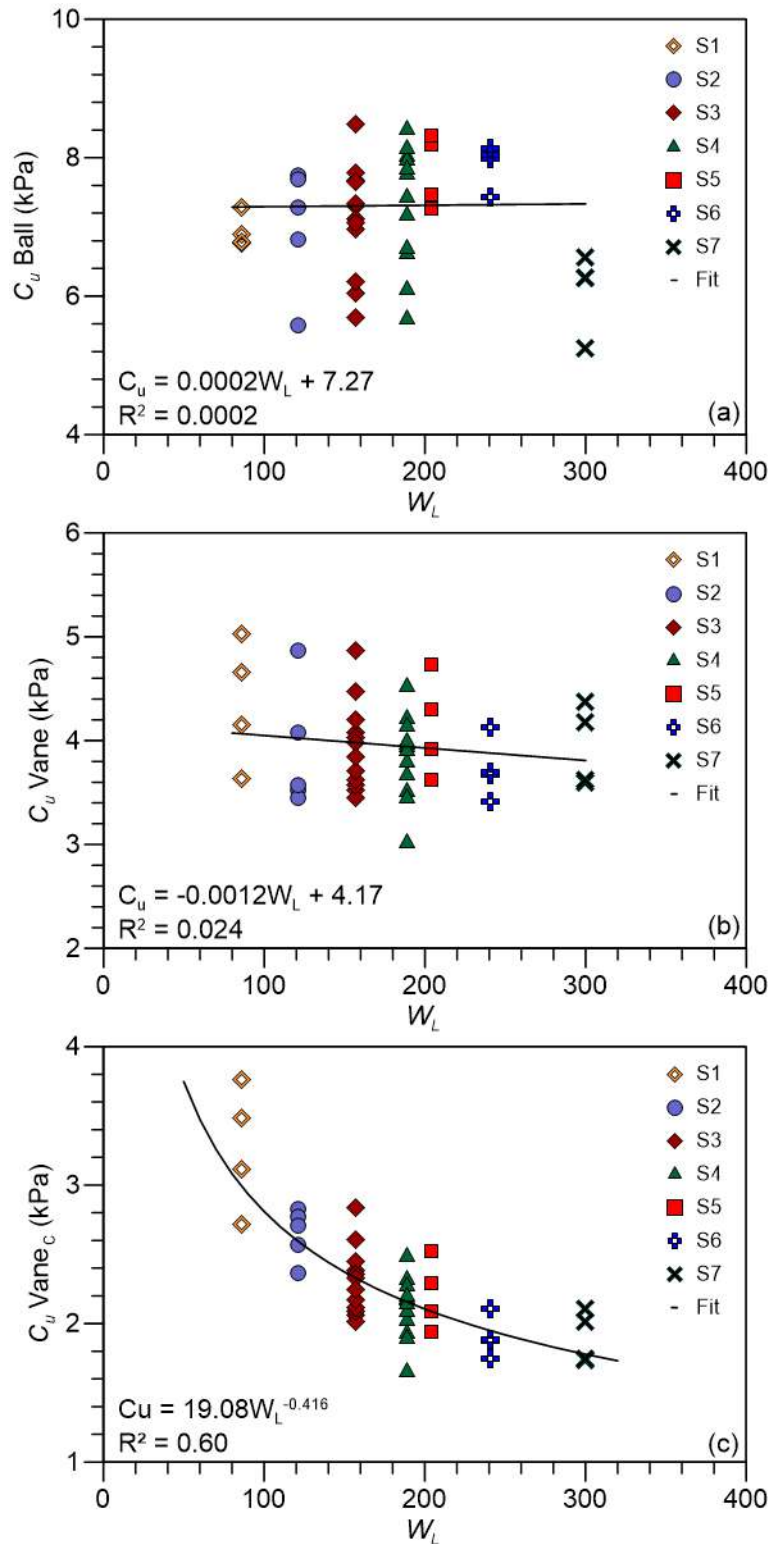 10
8
6
4
C_u Ball (kPa)
S1
S2
S3
S4
S5
S6
S7
- Fit
C_u = 0.0002W_L + 7.27
R² = 0.0002
(a)
0 100 200 300 400
W_L
6
5
4
3
2
C_u Vane (kPa)
S1
S2
S3
S4
S5
S6
S7
- Fit
C_u = -0.0012W_L + 4.17
R² = 0.024
(b)
0 100 200 300 400
W_L
4
3
2
1
C_u Vane_C (kPa)
S1
S2
S3
S4
S5
S6
S7
- Fit
Cu = 19.08W_L^-0.416
R² = 0.60
(c)
0 100 200 300 400
W_L